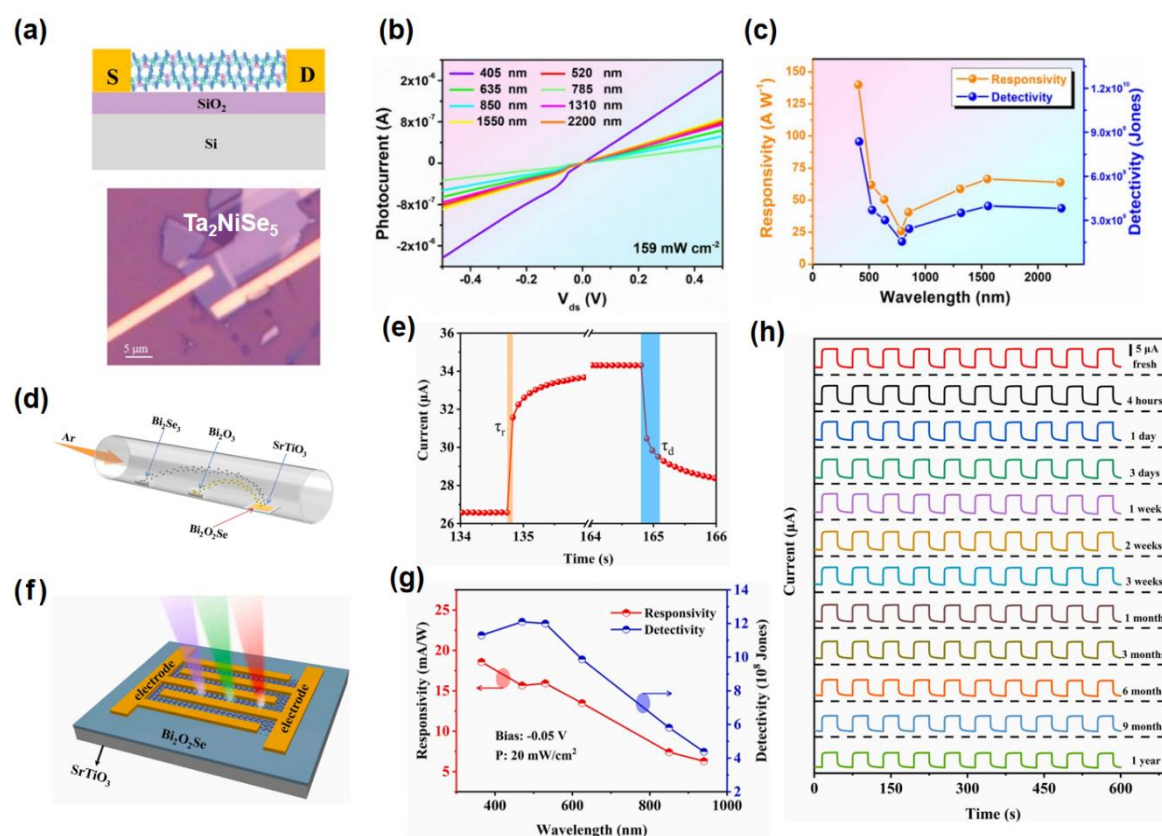 (a)
S
D
SiO₂
Si
Ta₂NiSe₅
5 μm
(b)
Photocurrent (A)
2x10⁻⁶
8x10⁻⁷
0
-8x10⁻⁷
-2x10⁻⁶
405 nm
520 nm
635 nm
785 nm
850 nm
1310 nm
1550 nm
2200 nm
159 mW cm⁻²
-0.4
-0.2
0.0
0.2
0.4
V_ds (V)
(c)
Responsivity (A W⁻¹)
150
125
100
75
50
25
0
Responsivity
Detectivity
1.2x10¹⁰
9.0x10⁹
6.0x10⁹
3.0x10⁹
Detectivity (Jones)
0
500
1000
1500
2000
Wavelength (nm)
(d)
Ar
Bi₂Se₃
Bi₂O₃
SrTiO₃
Bi₂O₂Se
(e)
Current (μA)
36
34
32
30
28
26
τr
τd
134
135
164
165
166
Time (s)
(f)
electrode
electrode
Bi₂O₂Se
SrTiO₃
(g)
Responsivity (mA/W)
25
20
15
10
5
Responsivity
Detectivity
Bias: -0.05 V
P: 20 mW/cm²
14
12
10
8
6
4
2
Detectivity (10⁸ Jones)
400
600
800
1000
Wavelength (nm)
(h)
Current (μA)
5 μA
fresh
4 hours
1 day
3 days
1 week
2 weeks
3 weeks
1 month
3 month
6 month
9 month
1 year
0
150
300
450
600
Time (s)